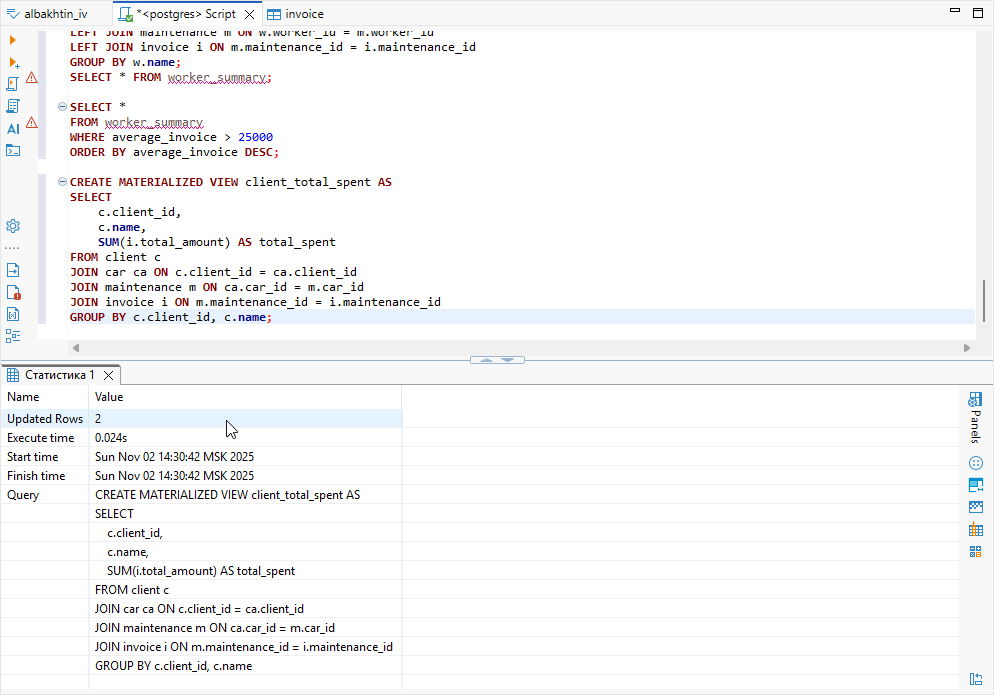 albakhtin_iv
*<postgres> Script
invoice
LEFT JOIN maintenance m ON w.worker_id = m.worker_id
LEFT JOIN invoice i ON m.maintenance_id = i.maintenance_id
GROUP BY w.name;
SELECT * FROM worker_summary;
SELECT *
FROM worker_summary
WHERE average_invoice > 25000
ORDER BY average_invoice DESC;
CREATE MATERIALIZED VIEW client_total_spent AS
SELECT
c.client_id,
c.name,
SUM(i.total_amount) AS total_spent
FROM client c
JOIN car ca ON c.client_id = ca.client_id
JOIN maintenance m ON ca.car_id = m.car_id
JOIN invoice i ON m.maintenance_id = i.maintenance_id
GROUP BY c.client_id, c.name;
AI
Статистика 1
Name Value
Updated Rows 2
Execute time 0.024s
Start time Sun Nov 02 14:30:42 MSK 2025
Finish time Sun Nov 02 14:30:42 MSK 2025
Query CREATE MATERIALIZED VIEW client_total_spent AS
SELECT
c.client_id,
c.name,
SUM(i.total_amount) AS total_spent
FROM client c
JOIN car ca ON c.client_id = ca.client_id
JOIN maintenance m ON ca.car_id = m.car_id
JOIN invoice i ON m.maintenance_id = i.maintenance_id
GROUP BY c.client_id, c.name
Panels